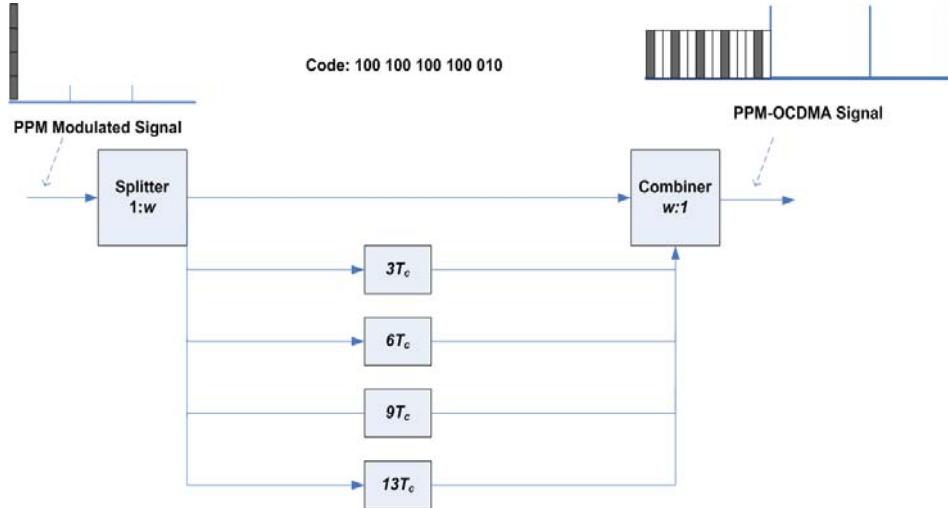 Code: 100 100 100 100 010
PPM Modulated Signal
PPM-OCDMA Signal
Splitter
1:w
Combiner
w:1
3Tc
6Tc
9Tc
13Tc